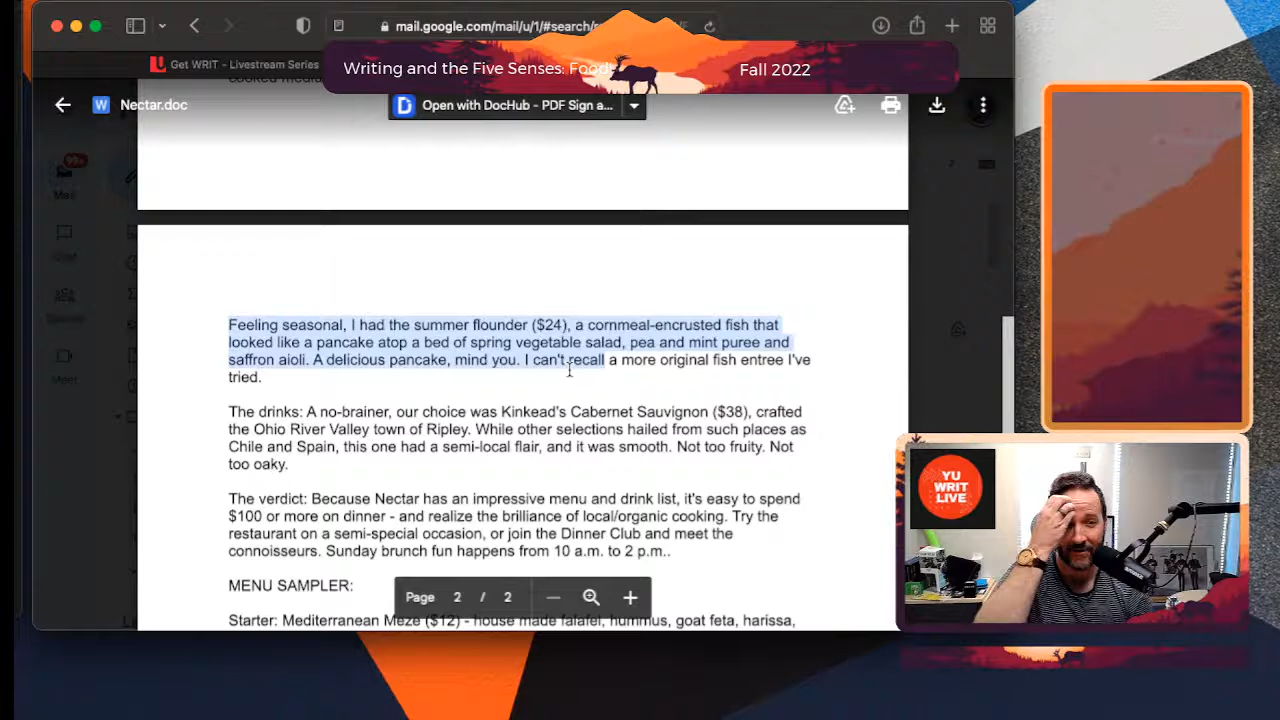 mail.google.com/mail/u/1/#search/
Get WRIT - Livestream Series
Writing and the Five Senses: Food
Fall 2022
Nectar.doc
Open with DocHub - PDF Sign a...
99+
Mail
Meet
Feeling seasonal, I had the summer flounder ($24), a cornmeal-encrusted fish that
looked like a pancake atop a bed of spring vegetable salad, pea and mint puree and
saffron aioli. A delicious pancake, mind you. I can't recall a more original fish entree I've
tried.
The drinks: A no-brainer, our choice was Kinkead's Cabernet Sauvignon ($38), crafted
the Ohio River Valley town of Ripley. While other selections hailed from such places as
Chile and Spain, this one had a semi-local flair, and it was smooth. Not too fruity. Not
too oaky.
The verdict: Because Nectar has an impressive menu and drink list, it's easy to spend
$100 or more on dinner - and realize the brilliance of local/organic cooking. Try the
restaurant on a semi-special occasion, or join the Dinner Club and meet the
connoisseurs. Sunday brunch fun happens from 10 a.m. to 2 p.m..
MENU SAMPLER:
Page 2 / 2
Starter: Mediterranean Meze ($12) - house made falafel, hummus, goat feta, harissa,
YU
WRIT
LIVE